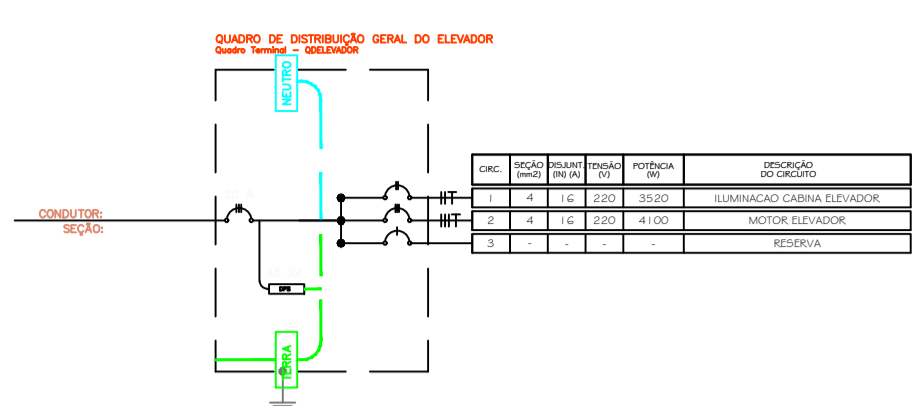 QUADRO DE DISTRIBUIÇÃO GERAL DO ELEVADOR
Quadro Terminal - QDELEVADOR
NEUTRO
CIRC. SEÇÃO (mm2) DISJUNT. (IN) (A) TENSÃO (V) POTÊNCIA (W) DESCRIÇÃO DO CIRCUITO
1 4 16 220 3520 ILUMINACAO CABINA ELEVADOR
2 4 16 220 4100 MOTOR ELEVADOR
3 - - - - RESERVA
CONDUTOR:
SEÇÃO:
DPS
TERRA